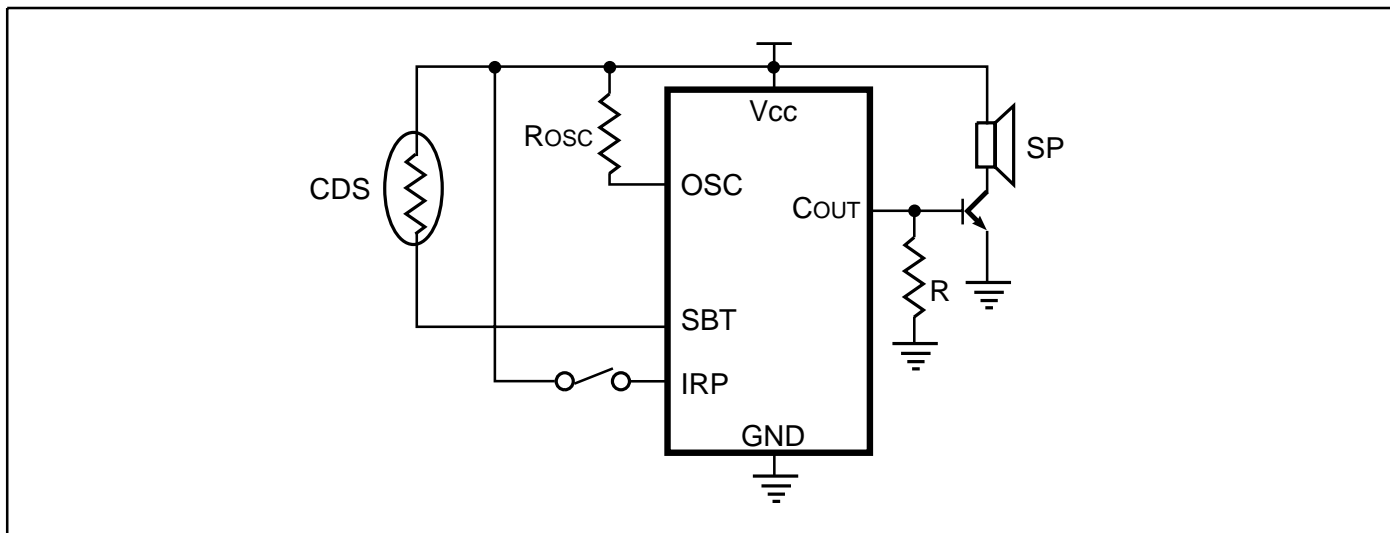 Vcc
ROSC
SP
CDS
OSC
COUT
R
SBT
IRP
GND